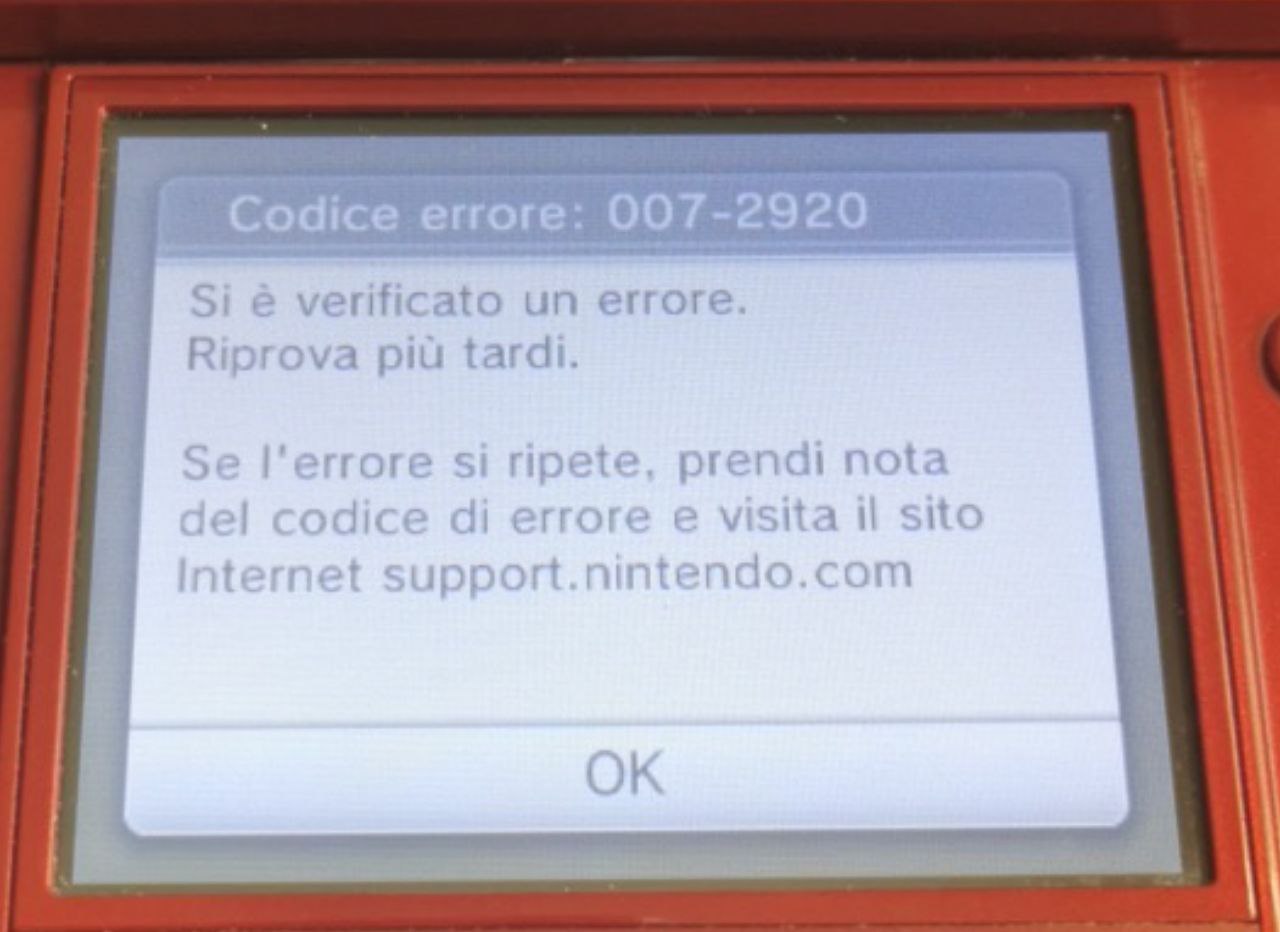 Codice errore: 007-2920
Si è verificato un errore.
Riprova più tardi.
Se l'errore si ripete, prendi nota
del codice di errore e visita il sito
Internet support.nintendo.com
OK